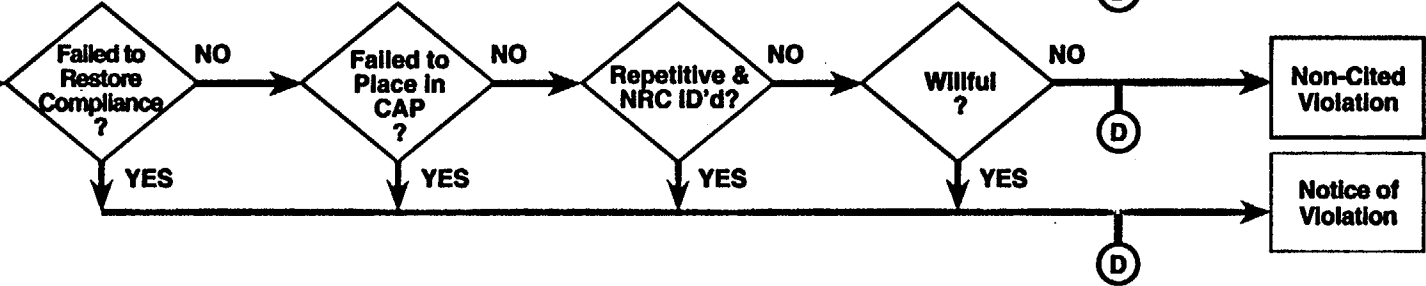 Failed to
Restore
Compliance
?
NO
Failed to
Place in
CAP
?
NO
Repetitive &
NRC ID'd?
NO
Willful
?
NO
D
Non-Cited
Violation
YES
YES
YES
YES
D
Notice of
Violation